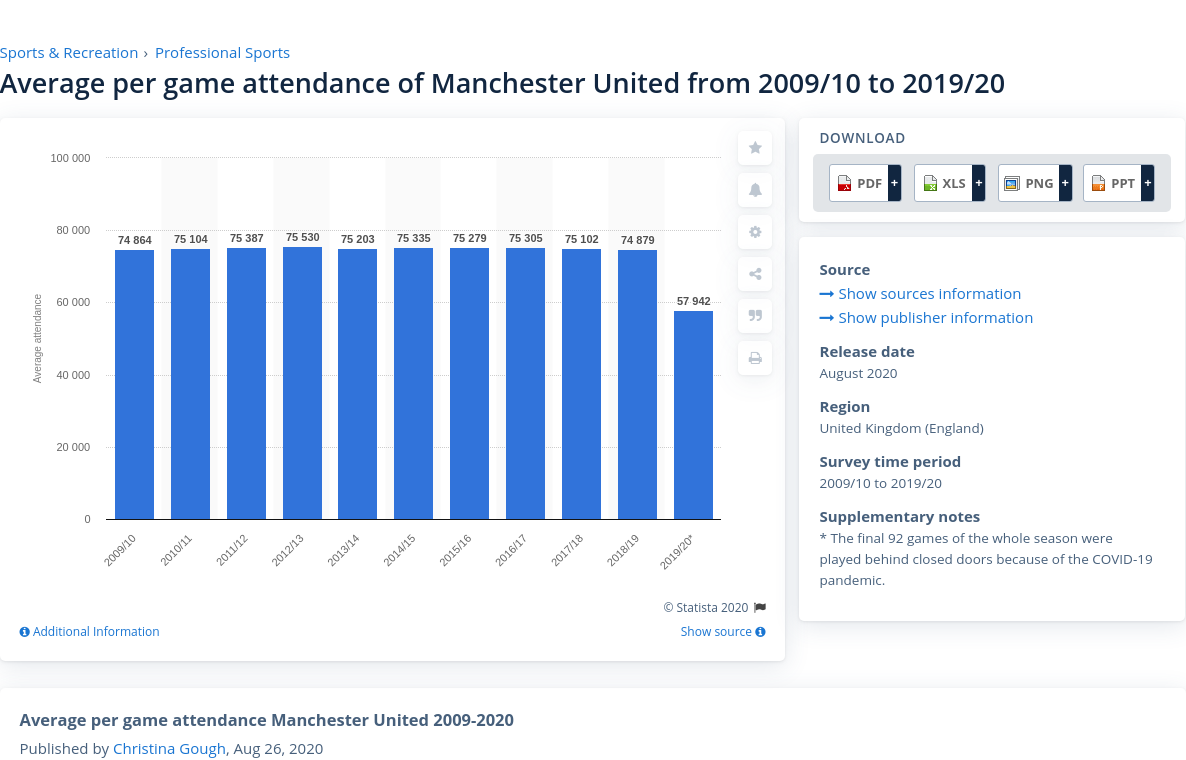 Sports & Recreation › Professional Sports
Average per game attendance of Manchester United from 2009/10 to 2019/20
100 000
80 000
60 000
40 000
20 000
0
Average attendance
74 864
75 104
75 387
75 530
75 203
75 335
75 279
75 305
75 102
74 879
57 942
2009/10
2010/11
2011/12
2012/13
2013/14
2014/15
2015/16
2016/17
2017/18
2018/19
2019/20*
© Statista 2020
Additional Information
Show source
DOWNLOAD
PDF + XLS + PNG + PPT +
Source
Show sources information
Show publisher information
Release date
August 2020
Region
United Kingdom (England)
Survey time period
2009/10 to 2019/20
Supplementary notes
* The final 92 games of the whole season were
played behind closed doors because of the COVID-19
pandemic.
Average per game attendance Manchester United 2009-2020
Published by Christina Gough, Aug 26, 2020